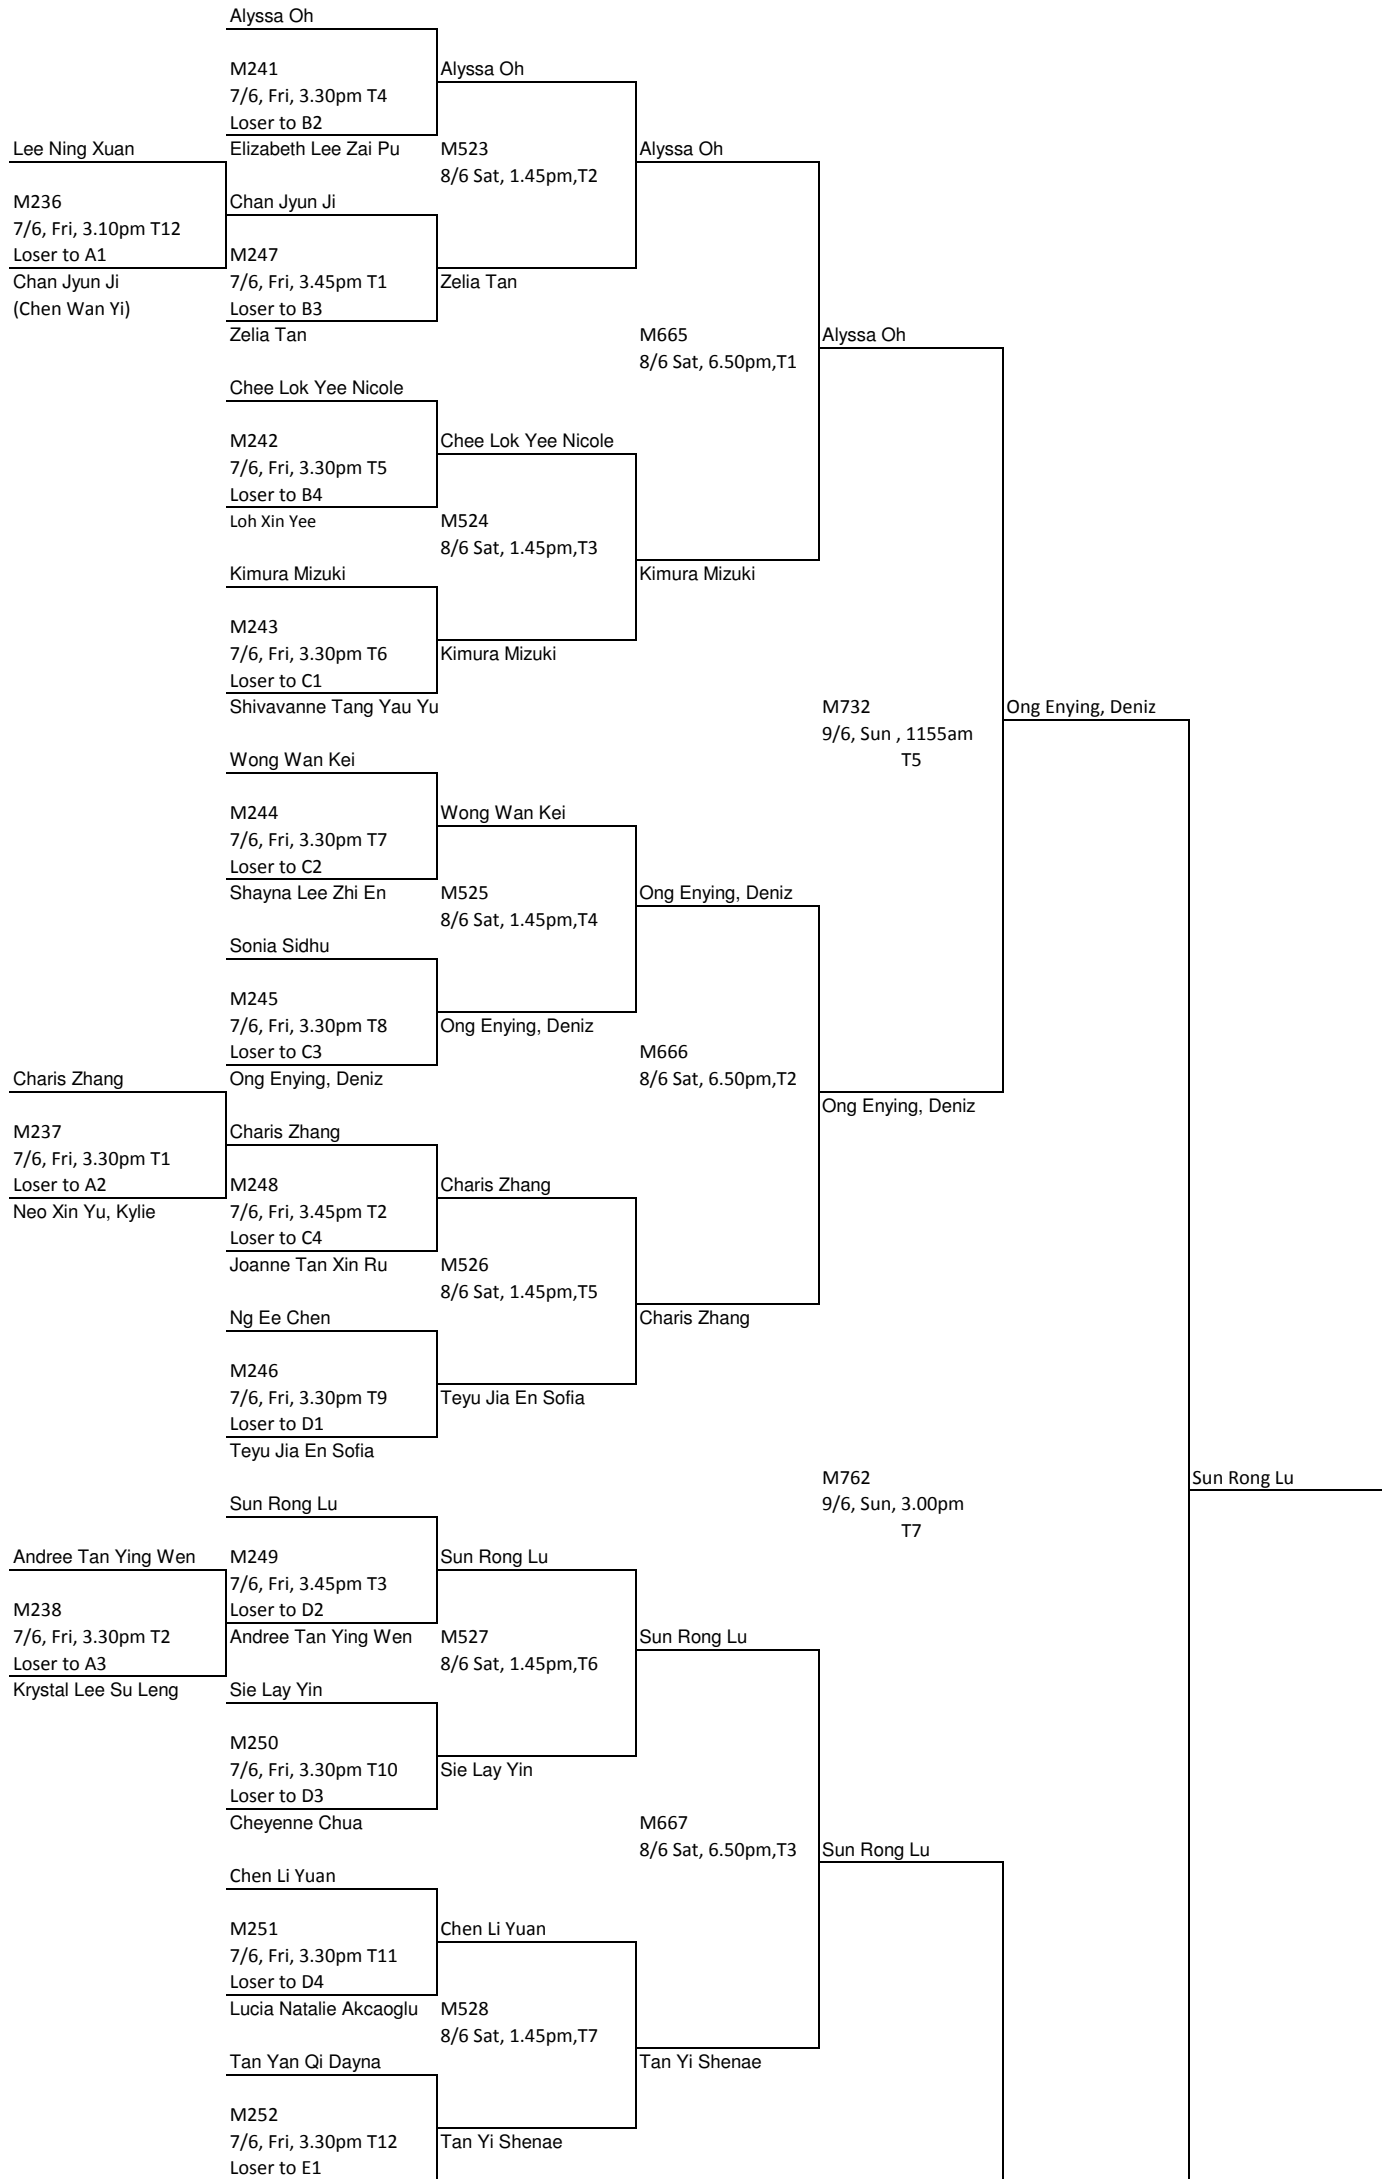 Alyssa Oh
M241
Alyssa Oh
7/6, Fri, 3.30pm T4
Loser to B2
Lee Ning Xuan
Elizabeth Lee Zai Pu
M523
Alyssa Oh
8/6 Sat, 1.45pm,T2
M236
Chan Jyun Ji
7/6, Fri, 3.10pm T12
Loser to A1
M247
Chan Jyun Ji
7/6, Fri, 3.45pm T1
Zelia Tan
(Chen Wan Yi)
Loser to B3
Zelia Tan
M665
Alyssa Oh
8/6 Sat, 6.50pm,T1
Chee Lok Yee Nicole
M242
Chee Lok Yee Nicole
7/6, Fri, 3.30pm T5
Loser to B4
Loh Xin Yee
M524
8/6 Sat, 1.45pm,T3
Kimura Mizuki
Kimura Mizuki
M243
7/6, Fri, 3.30pm T6
Kimura Mizuki
Loser to C1
Shivavanne Tang Yau Yu
M732
Ong Enying, Deniz
9/6, Sun , 1155am
T5
Wong Wan Kei
M244
Wong Wan Kei
7/6, Fri, 3.30pm T7
Loser to C2
Shayna Lee Zhi En
M525
Ong Enying, Deniz
8/6 Sat, 1.45pm,T4
Sonia Sidhu
M245
7/6, Fri, 3.30pm T8
Ong Enying, Deniz
Loser to C3
M666
Charis Zhang
Ong Enying, Deniz
8/6 Sat, 6.50pm,T2
Ong Enying, Deniz
M237
Charis Zhang
7/6, Fri, 3.30pm T1
Loser to A2
M248
Charis Zhang
Neo Xin Yu, Kylie
7/6, Fri, 3.45pm T2
Loser to C4
Joanne Tan Xin Ru
M526
8/6 Sat, 1.45pm,T5
Ng Ee Chen
Charis Zhang
M246
7/6, Fri, 3.30pm T9
Teyu Jia En Sofia
Loser to D1
Teyu Jia En Sofia
M762
Sun Rong Lu
9/6, Sun, 3.00pm
T7
Sun Rong Lu
Andree Tan Ying Wen
M249
Sun Rong Lu
7/6, Fri, 3.45pm T3
M238
Loser to D2
7/6, Fri, 3.30pm T2
Andree Tan Ying Wen
M527
Sun Rong Lu
Loser to A3
8/6 Sat, 1.45pm,T6
Krystal Lee Su Leng
Sie Lay Yin
M250
7/6, Fri, 3.30pm T10
Sie Lay Yin
Loser to D3
Cheyenne Chua
M667
8/6 Sat, 6.50pm,T3
Sun Rong Lu
Chen Li Yuan
M251
Chen Li Yuan
7/6, Fri, 3.30pm T11
Loser to D4
Lucia Natalie Akcaoglu
M528
8/6 Sat, 1.45pm,T7
Tan Yan Qi Dayna
Tan Yi Shenae
M252
7/6, Fri, 3.30pm T12
Tan Yi Shenae
Loser to E1